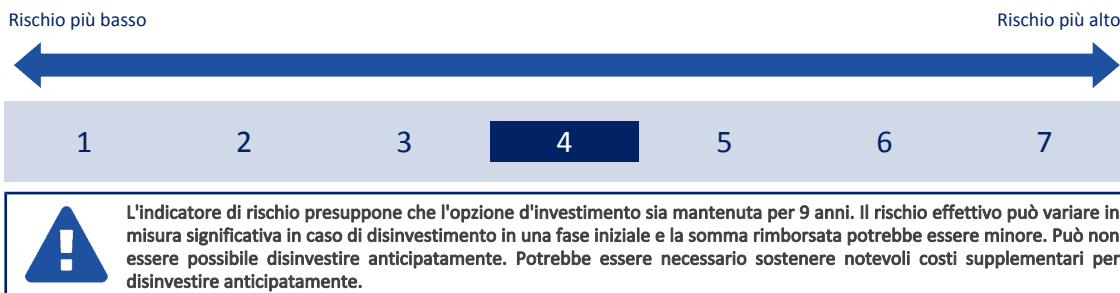 Rischio più basso Rischio più alto
1 2 3 4 5 6 7
L'indicatore di rischio presuppone che l'opzione d'investimento sia mantenuta per 9 anni. Il rischio effettivo può variare in
misura significativa in caso di disinvestimento in una fase iniziale e la somma rimborsata potrebbe essere minore. Può non
essere possibile disinvestire anticipatamente. Potrebbe essere necessario sostenere notevoli costi supplementari per
disinvestire anticipatamente.